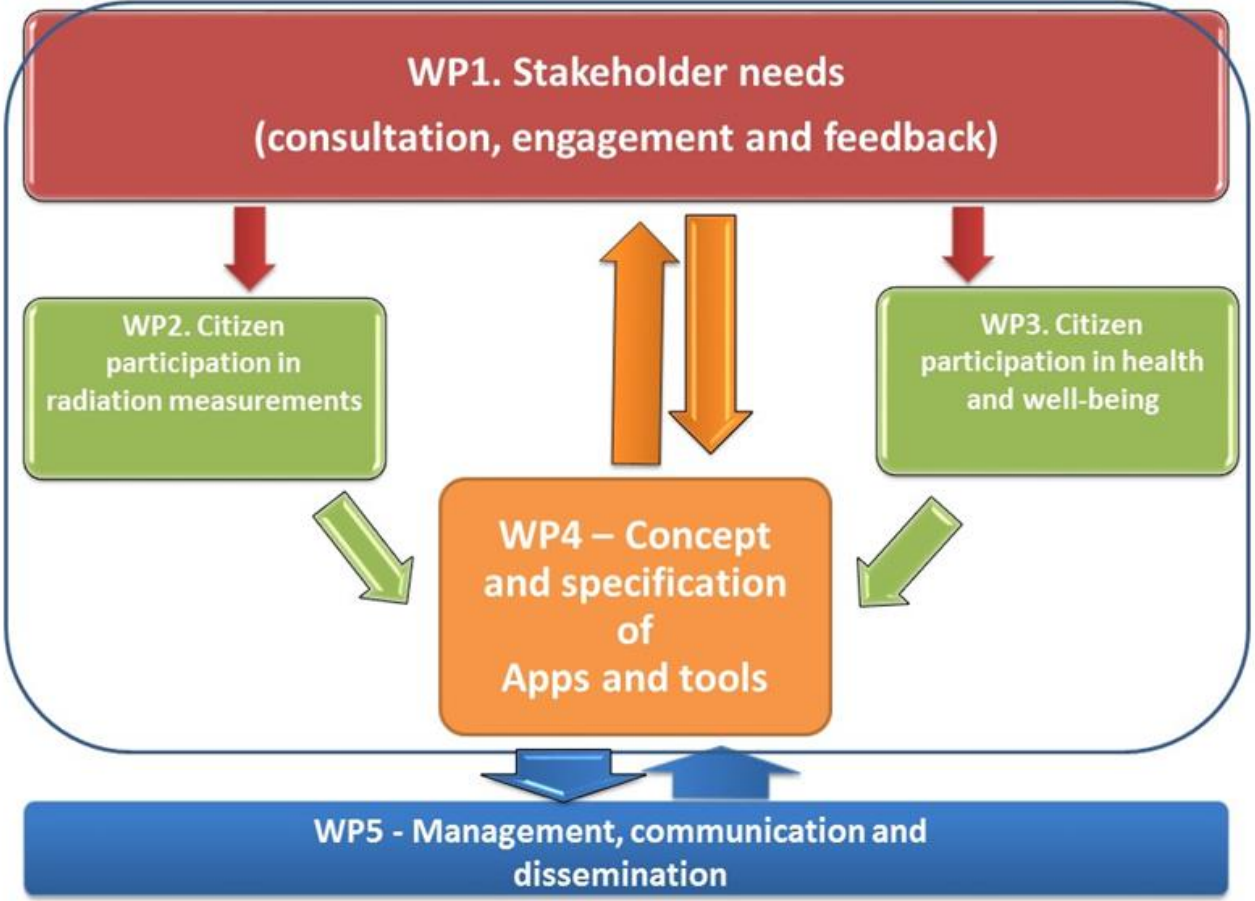 WP1. Stakeholder needs
(consultation, engagement and feedback)
WP2. Citizen
participation in
radiation measurements
WP3. Citizen
participation in health
and well-being
WP4 – Concept
and specification
of
Apps and tools
WP5 - Management, communication and
dissemination